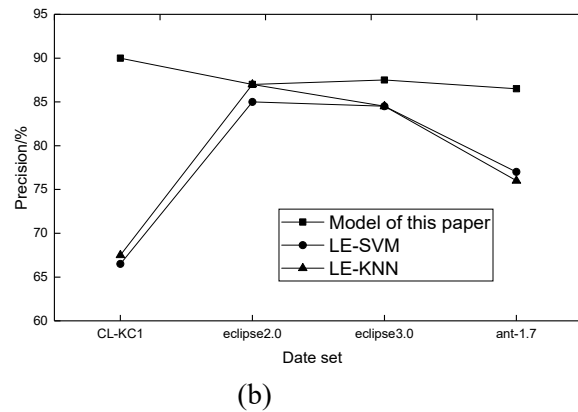 95
90
85
80
75
70
65
60
Precision/%
Model of this paper
LE-SVM
LE-KNN
CL-KC1 eclipse2.0 eclipse3.0 ant-1.7
Date set
(b)